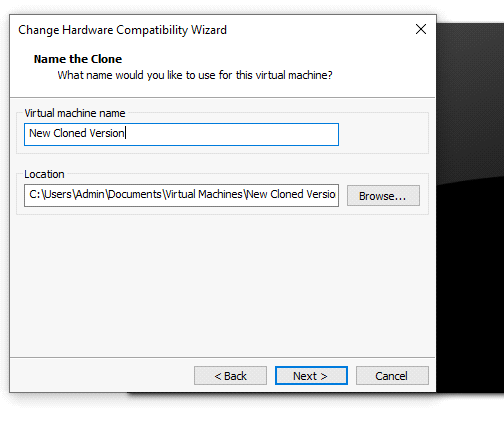 Change Hardware Compatibility Wizard
Name the Clone
What name would you like to use for this virtual machine?
Virtual machine name
New Cloned Version
Location
C:\Users\Admin\Documents\Virtual Machines\New Cloned Versio
Browse...
< Back
Next >
Cancel